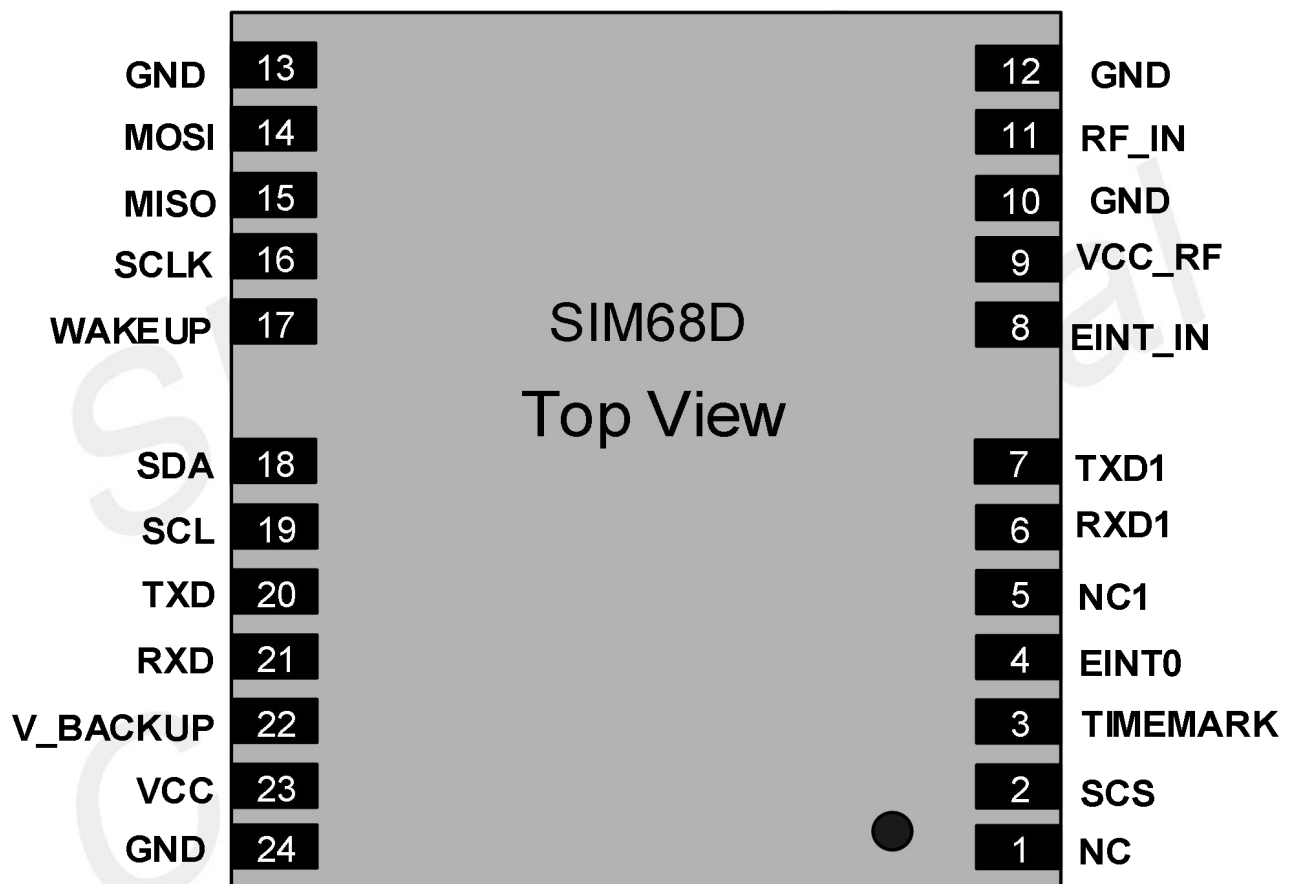 GND 13 12 GND
MOSI 14 11 RF_IN
MISO 15 10 GND
SCLK 16 9 VCC_RF
WAKEUP 17 SIM68D 8 EINT_IN
Top View
SDA 18 7 TXD1
SCL 19 6 RXD1
TXD 20 5 NC1
RXD 21 4 EINT0
V_BACKUP 22 3 TIMEMARK
VCC 23 2 SCS
GND 24 1 NC